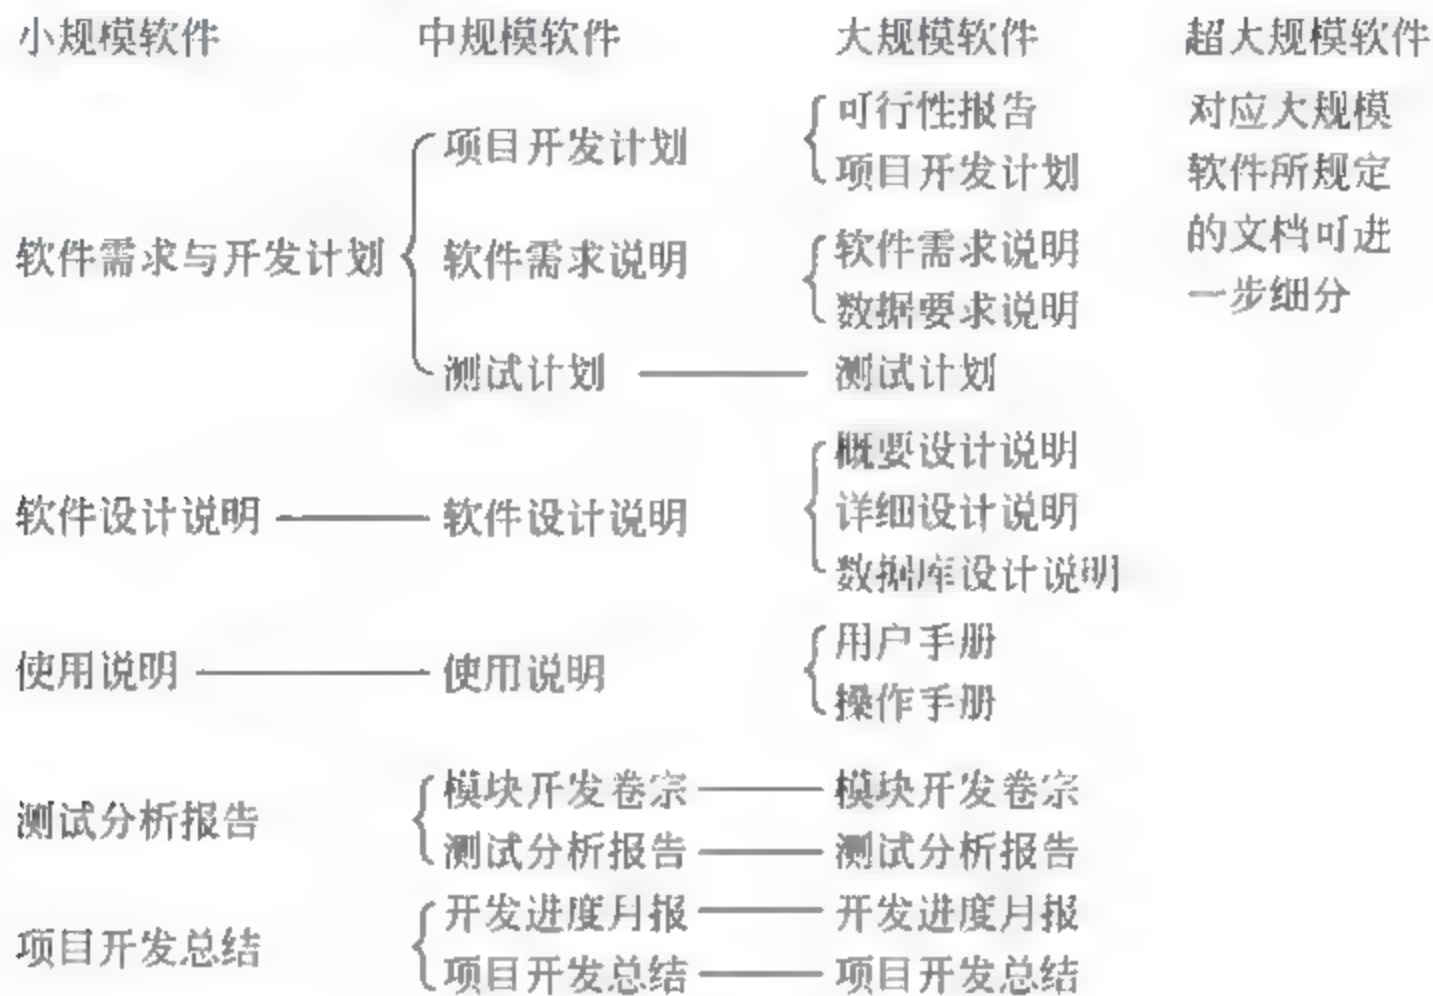 小规模软件 中规模软件 大规模软件 超大规模软件
可行性报告 对应大规模
项目开发计划
项目开发计划 软件所规定
的文档可进
软件需求与开发计划 软件需求说明 软件需求说明
数据要求说明 一步细分
测试计划 测试计划
概要设计说明
软件设计说明 软件设计说明 详细设计说明
数据库设计说明
用户手册
使用说明 使用说明
操作手册
模块开发卷宗 模块开发卷宗
测试分析报告
测试分析报告 测试分析报告
开发进度月报 开发进度月报
项目开发总结
项目开发总结 项目开发总结